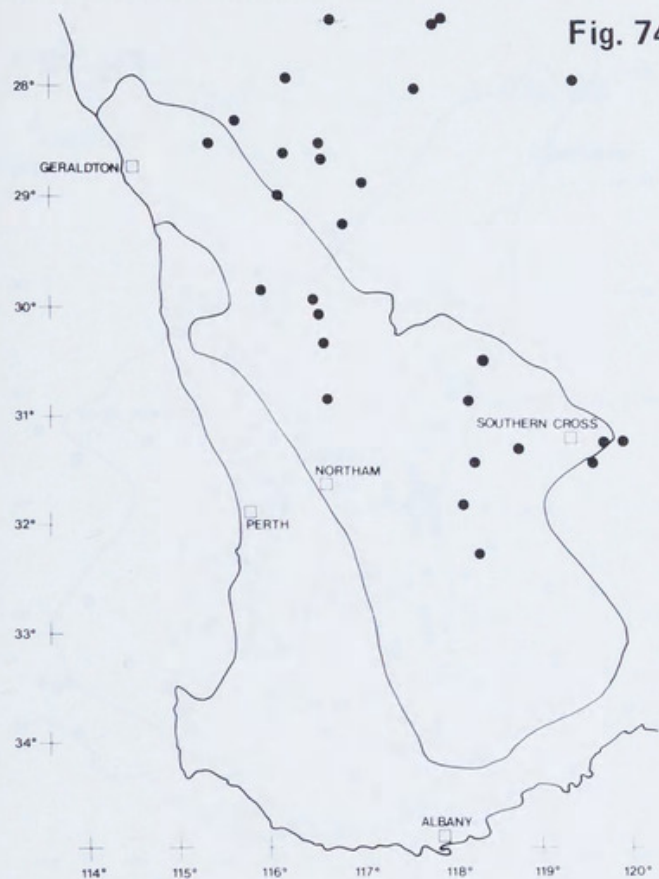 Fig. 74
28°
GERALDTON
29°
30°
31°
SOUTHERN CROSS
NORTHAM
32°
PERTH
33°
34°
ALBANY
114° 115° 116° 117° 118° 119° 120°